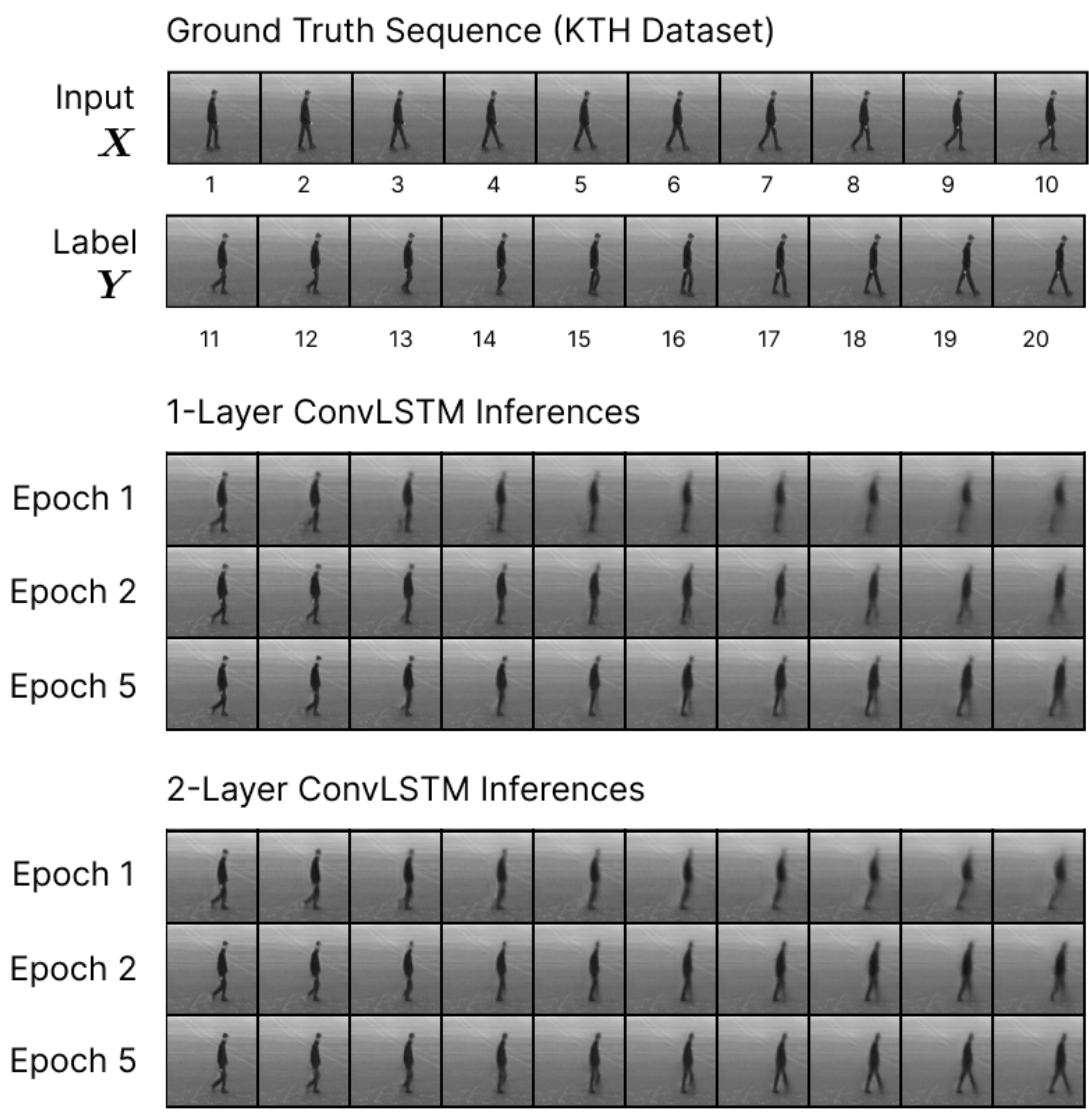 Ground Truth Sequence (KTH Dataset)
Input
X
1 2 3 4 5 6 7 8 9 10
Label
Y
11 12 13 14 15 16 17 18 19 20
1-Layer ConvLSTM Inferences
Epoch 1
Epoch 2
Epoch 5
2-Layer ConvLSTM Inferences
Epoch 1
Epoch 2
Epoch 5